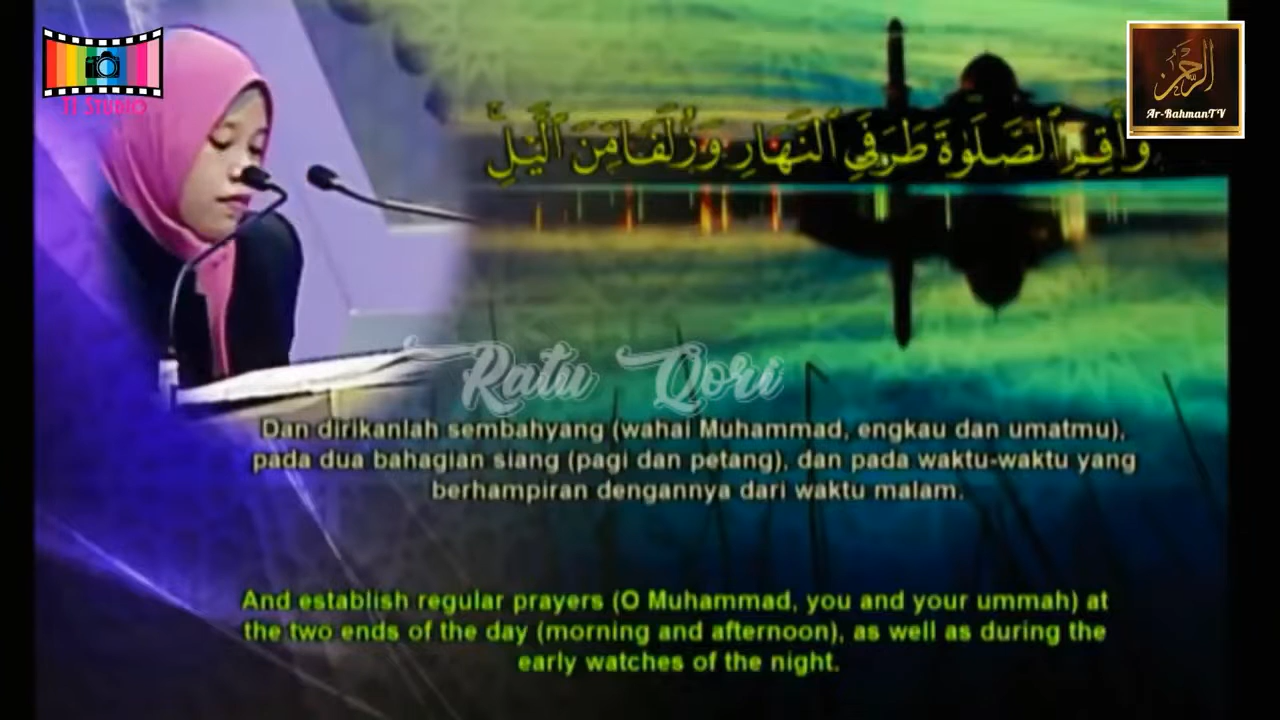 TI STUDIO
الرحمن
Ar-RahmanTV
وَأَقِمِ ٱلصَّلَوٰةَ طَرَفَيِ ٱلنَّهَارِ وَزُلَفًا مِّنَ ٱلَّيْلِ
Ratu Qori
Dan dirikanlah sembahyang (wahai Muhammad, engkau dan umatmu),
pada dua bahagian siang (pagi dan petang), dan pada waktu-waktu yang
berhampiran dengannya dari waktu malam.
And establish regular prayers (O Muhammad, you and your ummah) at
the two ends of the day (morning and afternoon), as well as during the
early watches of the night.